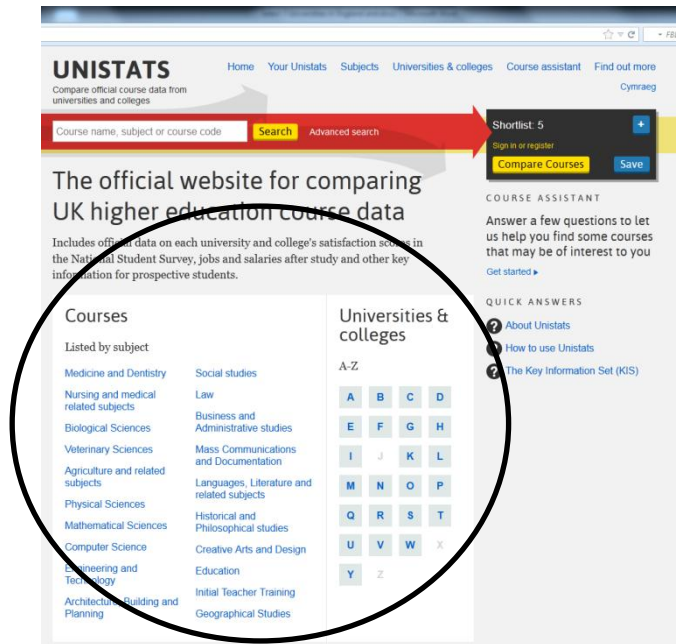 UNISTATS
Compare official course data from
universities and colleges
Home Your Unistats Subjects Universities & colleges Course assistant Find out more
Cymraeg
Course name, subject or course code
Search
Advanced search
Shortlist: 5
+
Sign in or register
Compare Courses
Save
The official website for comparing
UK higher education course data
Includes official data on each university and college's satisfaction scores in
the National Student Survey, jobs and salaries after study and other key
information for prospective students.
Courses
Listed by subject
Medicine and Dentistry
Nursing and medical
related subjects
Biological Sciences
Veterinary Sciences
Agriculture and related
subjects
Physical Sciences
Mathematical Sciences
Computer Science
Engineering and
Technology
Architecture, Building and
Planning
Social studies
Law
Business and
Administrative studies
Mass Communications
and Documentation
Languages, Literature and
related subjects
Historical and
Philosophical studies
Creative Arts and Design
Education
Initial Teacher Training
Geographical Studies
Universities &
colleges
A-Z
A B C D
E F G H
I J K L
M N O P
Q R S T
U V W X
Y Z
COURSE ASSISTANT
Answer a few questions to let
us help you find some courses
that may be of interest to you
Get started
QUICK ANSWERS
? About Unistats
? How to use Unistats
? The Key Information Set (KIS)